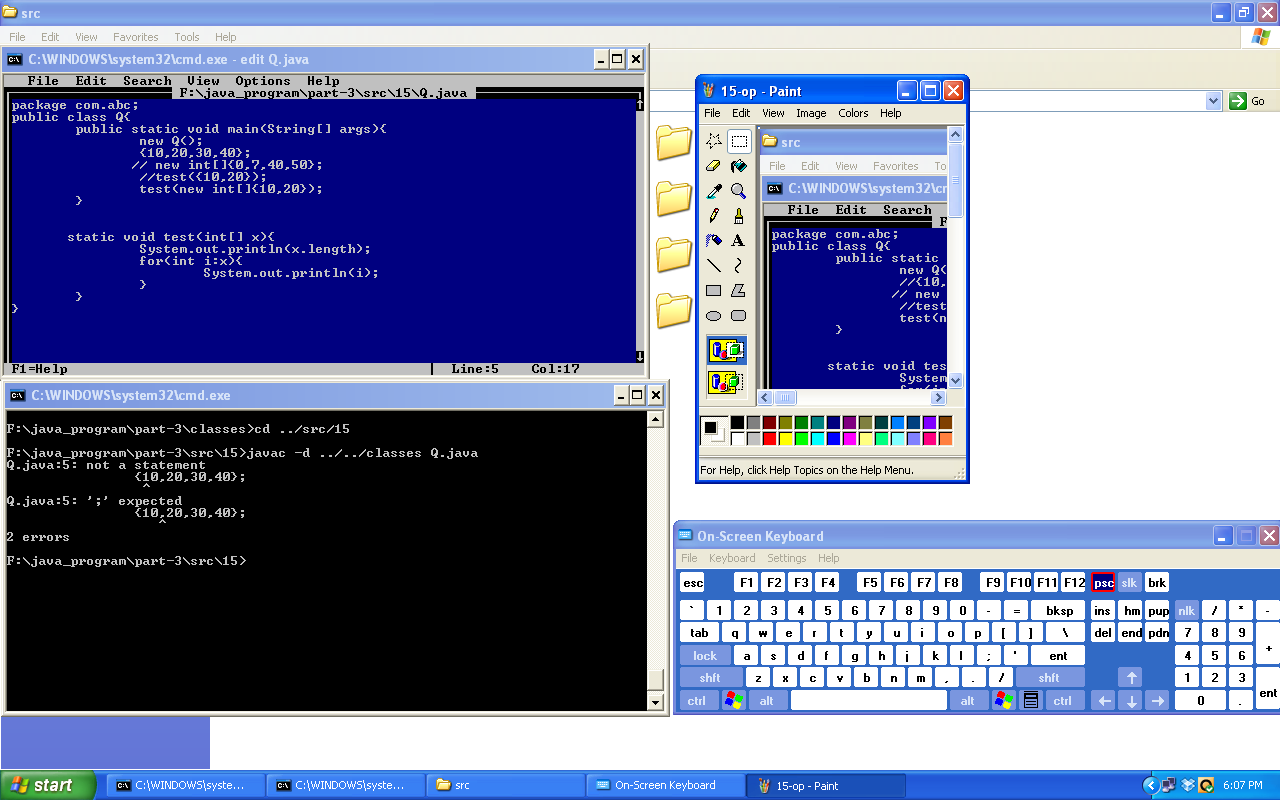 src
File Edit View Favorites Tools Help
C:\WINDOWS\system32\cmd.exe - edit Q.java
File Edit Search View Options Help
F:\java_program\part-3\src\15\Q.java
package com.abc;
public class Q{
public static void main(String[] args){
new Q();
{10,20,30,40};
// new int[]{0,7,40,50};
//test({10,20});
test(new int[]{10,20});
}
static void test(int[] x){
System.out.println(x.length);
for(int i:x){
System.out.println(i);
}
}
}
F1=Help Line:5 Col:17
C:\WINDOWS\system32\cmd.exe
F:\java_program\part-3\classes>cd ../src/15
F:\java_program\part-3\src\15>javac -d ../../classes Q.java
Q.java:5: not a statement
{10,20,30,40};
^
Q.java:5: ';' expected
{10,20,30,40};
^
2 errors
F:\java_program\part-3\src\15>
Go
15-op - Paint
File Edit View Image Colors Help
src
File Edit View Favorites To
C:\WINDOWS\system32\cm
File Edit Search
F
package com.abc;
public class Q{
public static
new Q(
//{10,
// new
//test
test(n
}
static void tes
System
A
For Help, click Help Topics on the Help Menu.
On-Screen Keyboard
File Keyboard Settings Help
esc F1 F2 F3 F4 F5 F6 F7 F8 F9 F10 F11 F12 psc slk brk
` 1 2 3 4 5 6 7 8 9 0 - = bksp ins hm pup nlk / * -
tab q w e r t y u i o p [ ] \ del end pdn 7 8 9 +
lock a s d f g h j k l ; ' ent 4 5 6
shft z x c v b n m , . / shft ↑ 1 2 3 ent
ctrl alt alt ctrl ← ↓ → 0 .
start C:\WINDOWS\syste... C:\WINDOWS\syste... src On-Screen Keyboard 15-op - Paint 6:07 PM